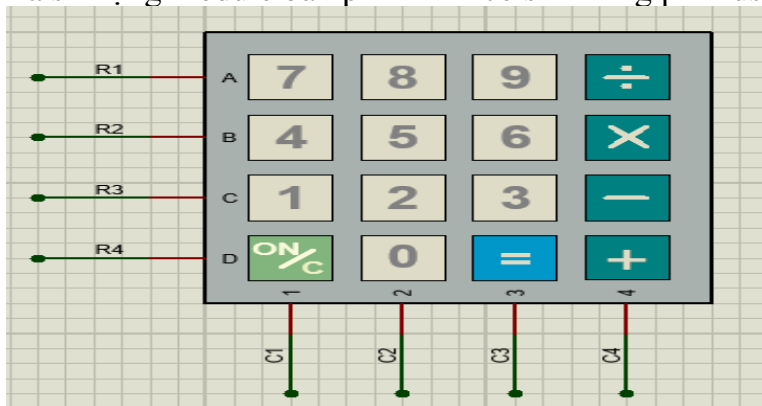 R1 A 7 8 9 ÷
R2 B 4 5 6 ×
R3 C 1 2 3 −
R4 D ON/C 0 = +
1 2 3 4
C1 C2 C3 C4